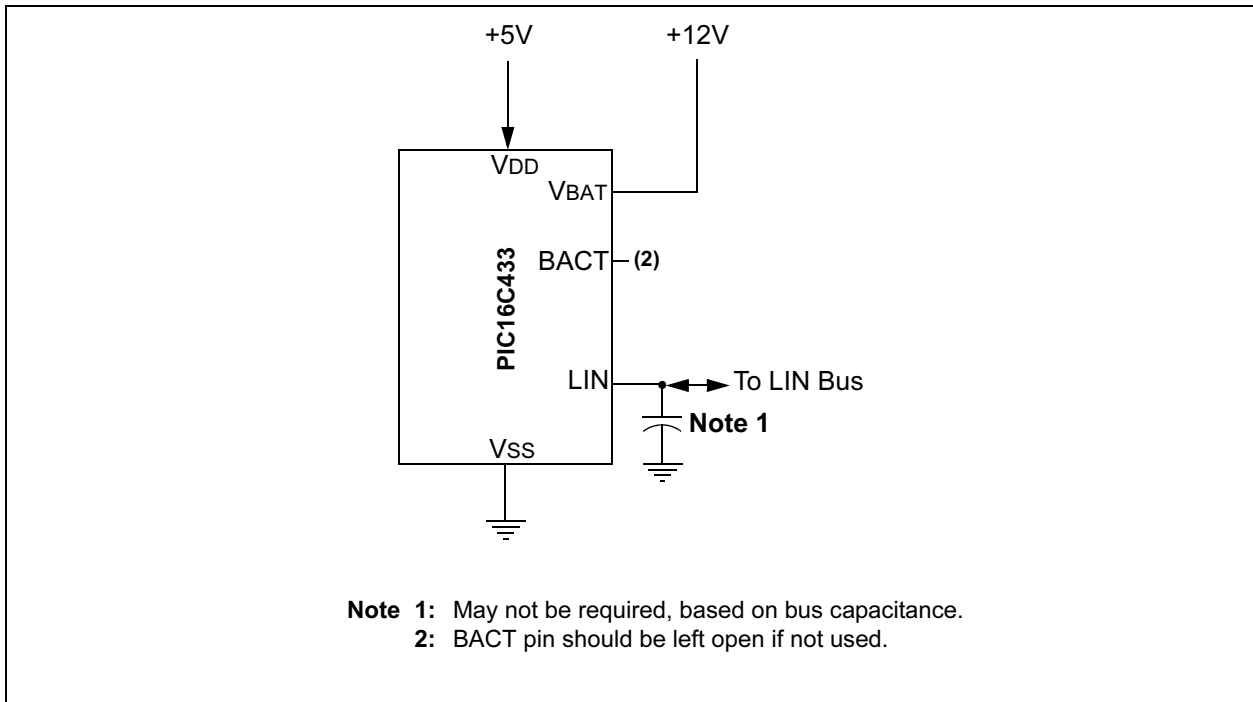 +5V
+12V
VDD
VBAT
BACT
(2)
PIC16C433
LIN
To LIN Bus
Note 1
VSS
Note 1: May not be required, based on bus capacitance.
2: BACT pin should be left open if not used.